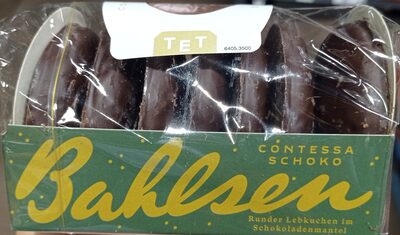 TET
6405.3500
CONTESSA
SCHOKO
Bahlsen
Runder Lebkuchen im
Schokoladenmantel